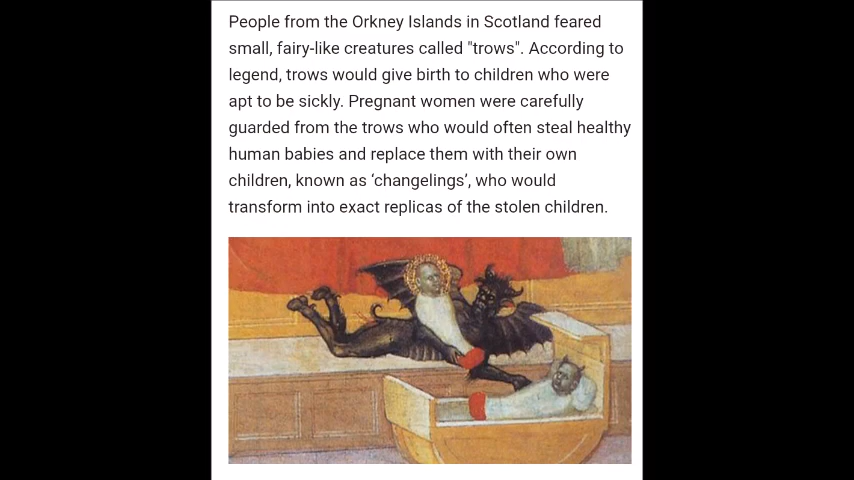 People from the Orkney Islands in Scotland feared
small, fairy-like creatures called "trows". According to
legend, trows would give birth to children who were
apt to be sickly. Pregnant women were carefully
guarded from the trows who would often steal healthy
human babies and replace them with their own
children, known as ‘changelings’, who would
transform into exact replicas of the stolen children.